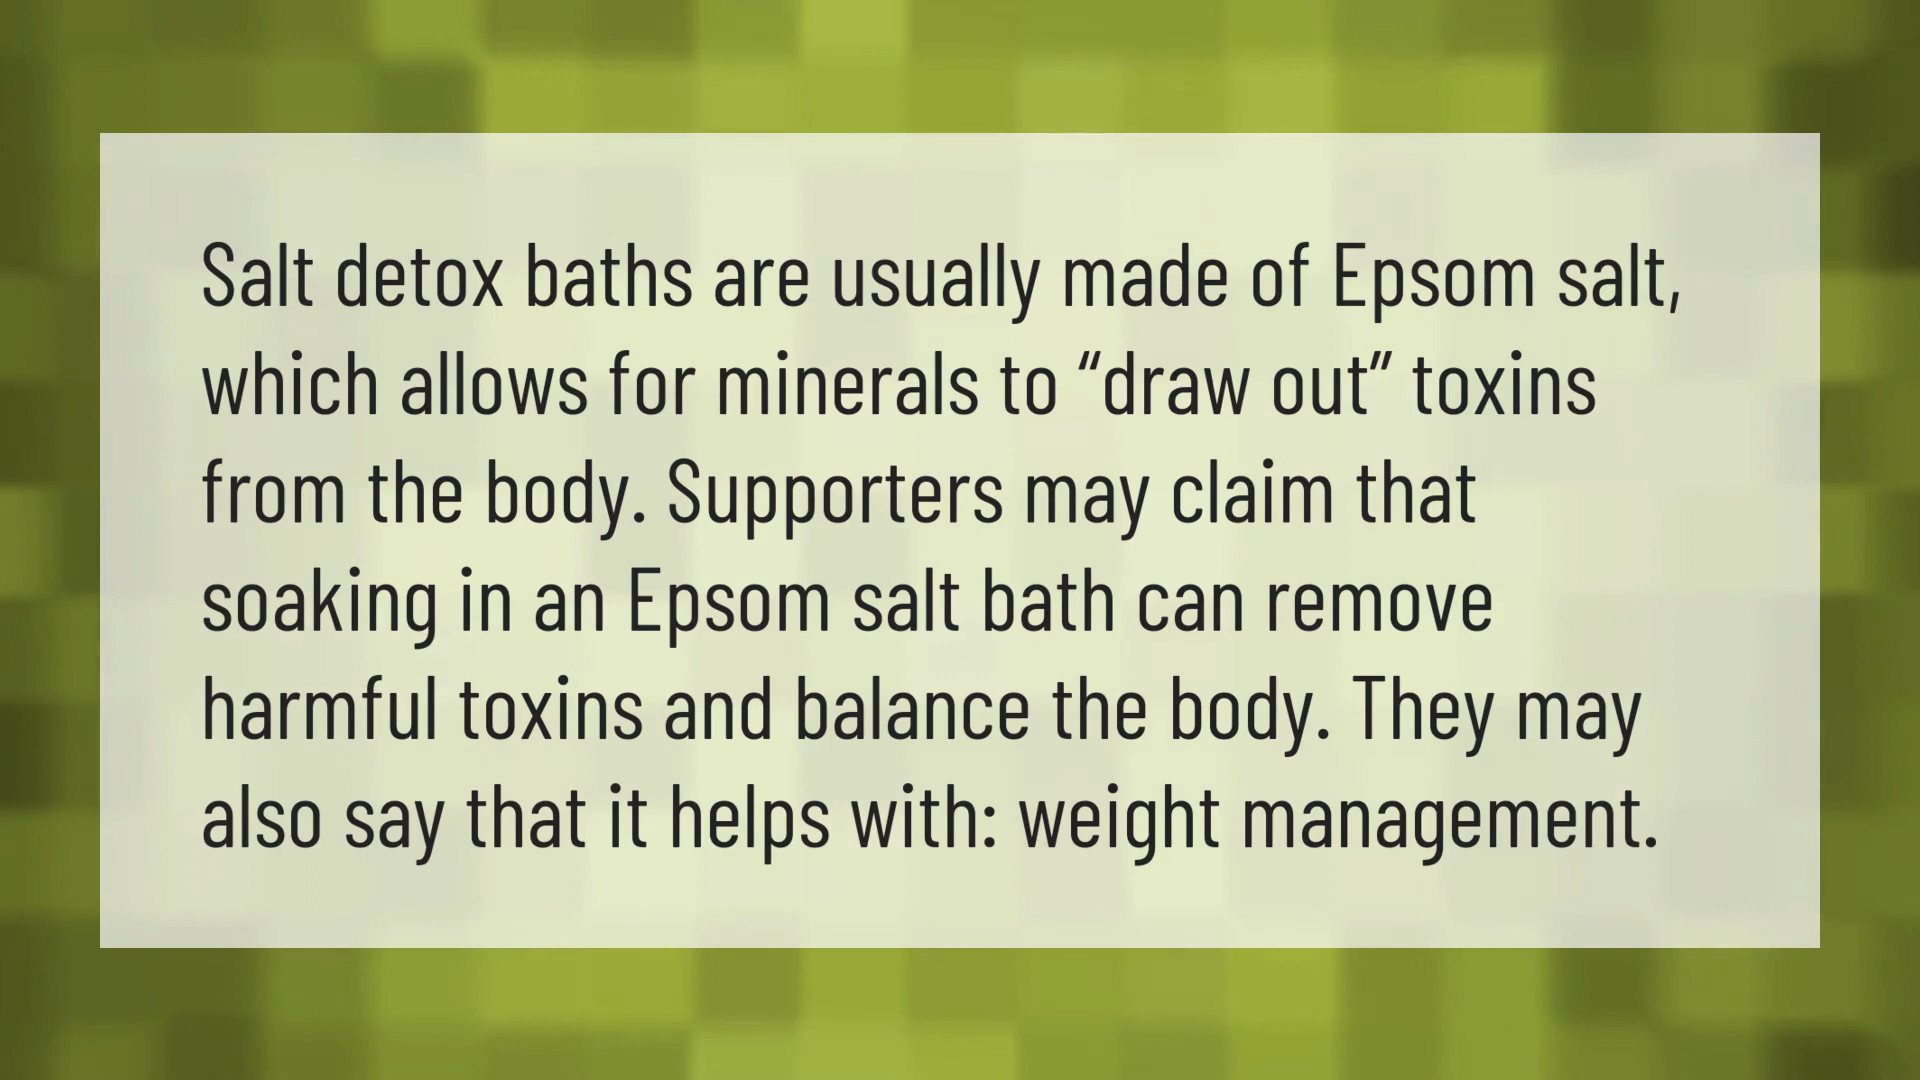 Salt detox baths are usually made of Epsom salt,
which allows for minerals to “draw out” toxins
from the body. Supporters may claim that
soaking in an Epsom salt bath can remove
harmful toxins and balance the body. They may
also say that it helps with: weight management.